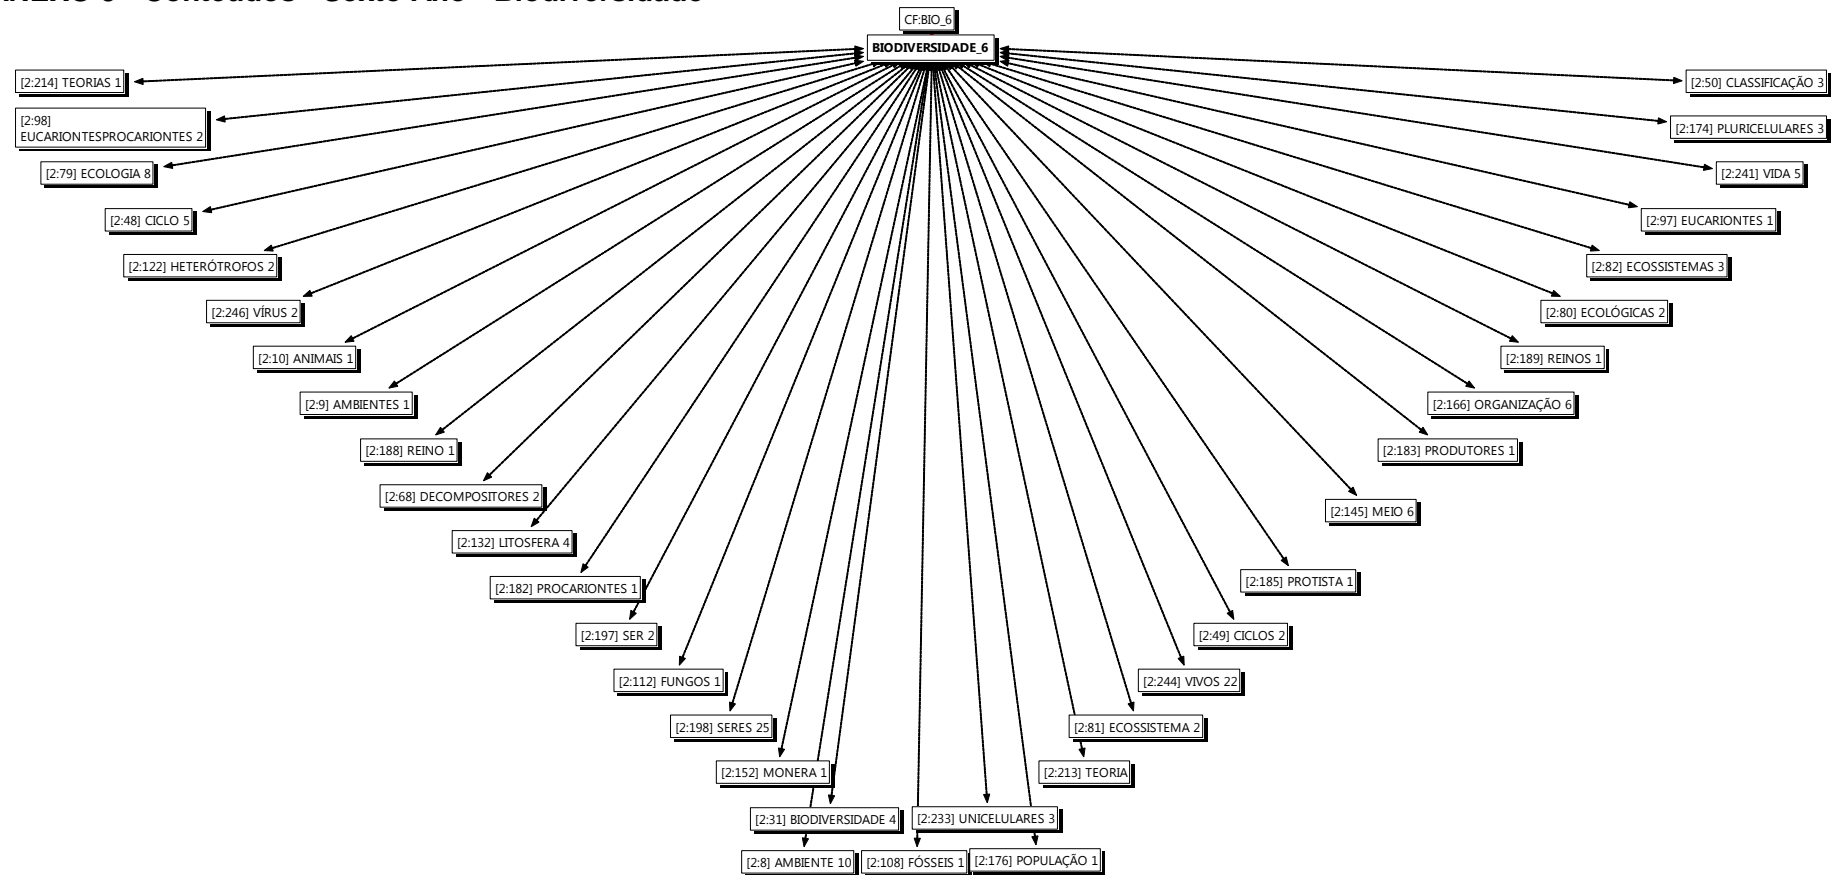 CF:BIO_6
BIODIVERSIDADE_6
[2:214] TEORIAS 1
[2:50] CLASSIFICAÇÃO 3
[2:98]
EUCARIONTESPROCARIONTES 2
[2:174] PLURICELULARES 3
[2:79] ECOLOGIA 8
[2:241] VIDA 5
[2:48] CICLO 5
[2:97] EUCARIONTES 1
[2:122] HETERÓTROFOS 2
[2:82] ECOSSISTEMAS 3
[2:246] VÍRUS 2
[2:80] ECOLÓGICAS 2
[2:10] ANIMAIS 1
[2:189] REINOS 1
[2:9] AMBIENTES 1
[2:166] ORGANIZAÇÃO 6
[2:188] REINO 1
[2:183] PRODUTORES 1
[2:68] DECOMPOSITORES 2
[2:145] MEIO 6
[2:132] LITOSFERA 4
[2:182] PROCARIONTES 1
[2:185] PROTISTA 1
[2:197] SER 2
[2:49] CICLOS 2
[2:112] FUNGOS 1
[2:244] VIVOS 22
[2:198] SERES 25
[2:81] ECOSSISTEMA 2
[2:152] MONERA 1
[2:213] TEORIA
[2:31] BIODIVERSIDADE 4
[2:233] UNICELULARES 3
[2:8] AMBIENTE 10
[2:108] FÓSSEIS 1
[2:176] POPULAÇÃO 1